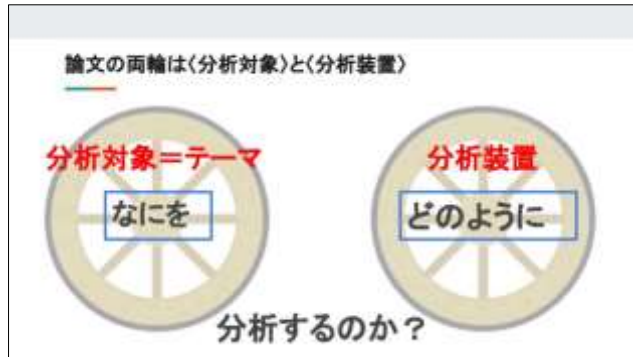 論文の両輪は〈分析対象〉と〈分析装置〉
分析対象＝テーマ
なにを
分析装置
どのように
分析するのか？